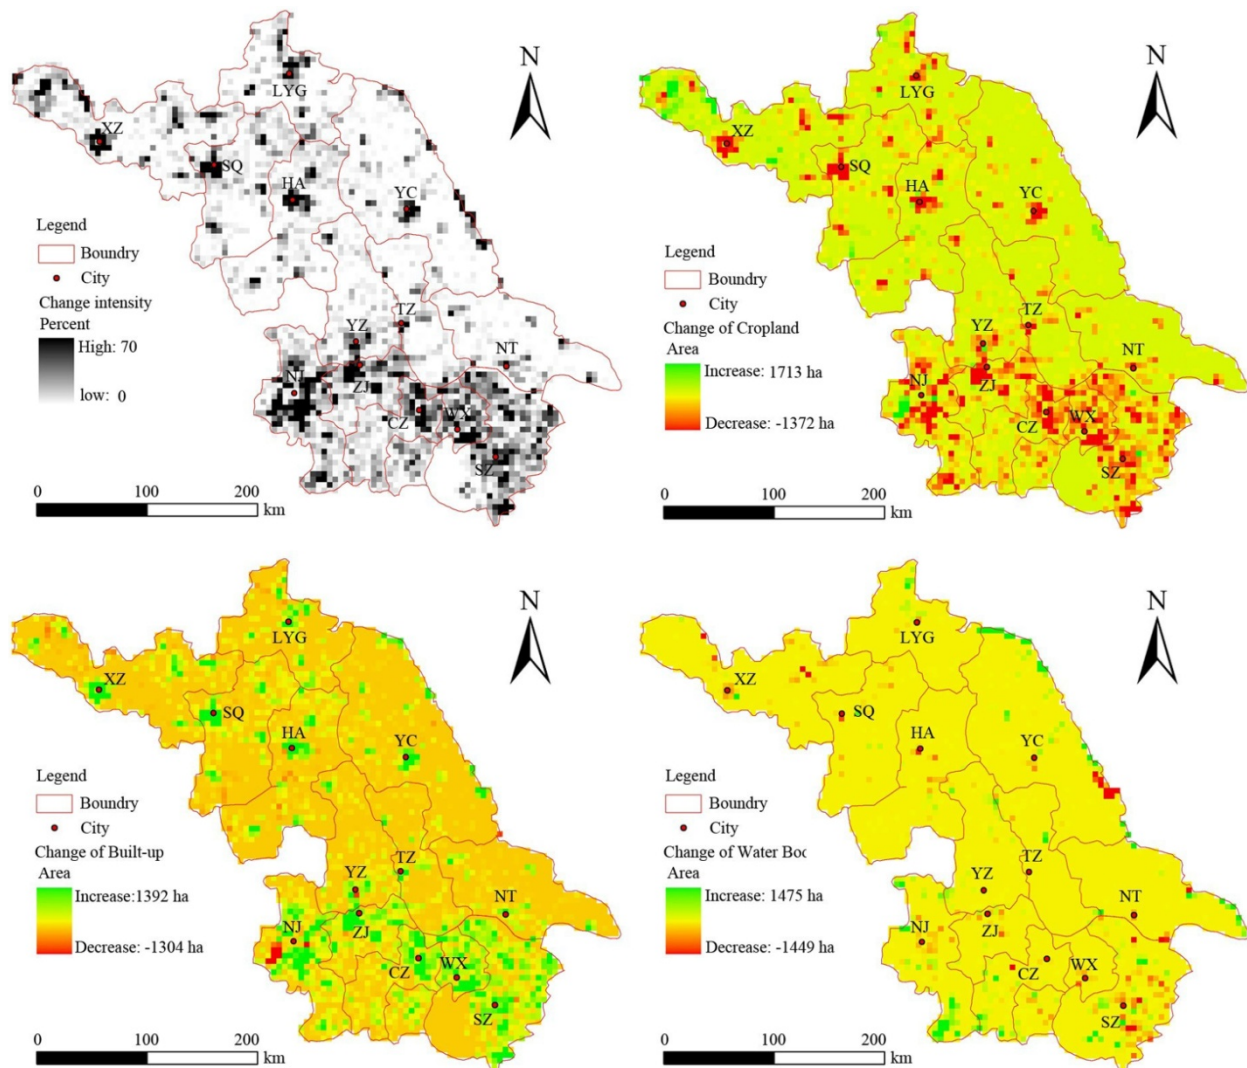 N
LYG
XZ
SQ
HA
YC
Legend
Boundry
City
Change intensity
Percent
High: 70
low: 0
TZ
YZ
NT
NJ
ZJ
CZ
WX
SZ
0 100 200
km
N
LYG
XZ
SQ
HA
YC
Legend
Boundry
City
Change of Cropland
Area
Increase: 1713 ha
Decrease: -1372 ha
TZ
YZ
NT
NJ
ZJ
CZ
WX
SZ
0 100 200
km
N
LYG
XZ
SQ
HA
YC
Legend
Boundry
City
Change of Built-up
Area
Increase:1392 ha
Decrease: -1304 ha
TZ
YZ
NT
NJ
ZJ
CZ
WX
SZ
0 100 200
km
N
LYG
XZ
SQ
HA
YC
Legend
Boundry
City
Change of Water Boc
Area
Increase: 1475 ha
Decrease: -1449 ha
TZ
YZ
NT
NJ
ZJ
CZ
WX
SZ
0 100 200
km